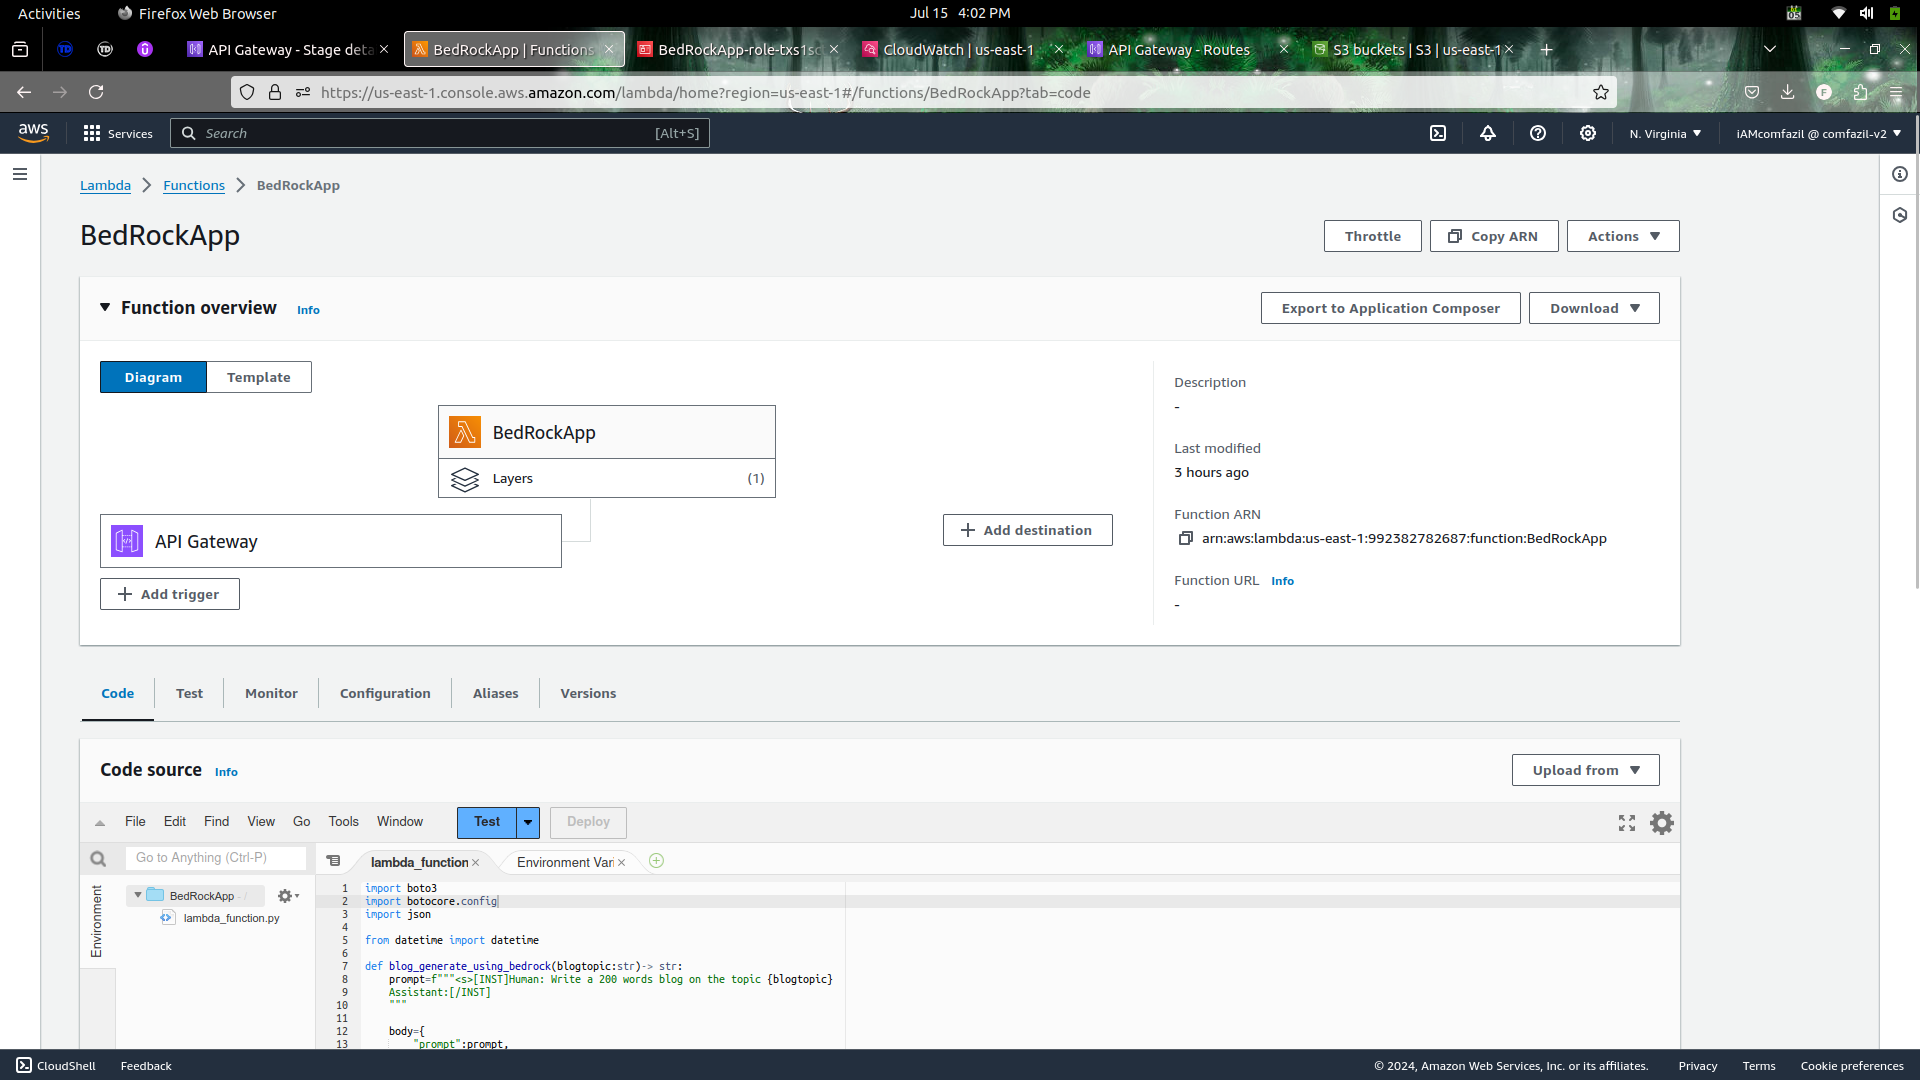 Activities Firefox Web Browser Jul 15 4:02 PM
TD TD API Gateway - Stage deta BedRockApp | Functions BedRockApp-role-txs1sc CloudWatch | us-east-1 API Gateway - Routes S3 buckets | S3 | us-east-1
https://us-east-1.console.aws.amazon.com/lambda/home?region=us-east-1#/functions/BedRockApp?tab=code F
aws Services Search [Alt+S] N. Virginia iAMcomfazil @ comfazil-v2
Lambda Functions BedRockApp
BedRockApp
Throttle Copy ARN Actions
Function overview Info
Export to Application Composer Download
Diagram Template
BedRockApp
Layers (1)
API Gateway
Add trigger
Add destination
Description
-
Last modified
3 hours ago
Function ARN
arn:aws:lambda:us-east-1:992382782687:function:BedRockApp
Function URL Info
-
Code Test Monitor Configuration Aliases Versions
Code source Info Upload from
File Edit Find View Go Tools Window Test Deploy
Go to Anything (Ctrl-P) lambda_function Environment Vari
Environment
BedRockApp - /
lambda_function.py
1 import boto3
2 import botocore.config
3 import json
4
5 from datetime import datetime
6
7 def blog_generate_using_bedrock(blogtopic:str)-> str:
8 prompt=f"""<s>[INST]Human: Write a 200 words blog on the topic {blogtopic}
9 Assistant:[/INST]
10 """
11
12 body={
13 "prompt":prompt,
CloudShell Feedback © 2024, Amazon Web Services, Inc. or its affiliates. Privacy Terms Cookie preferences